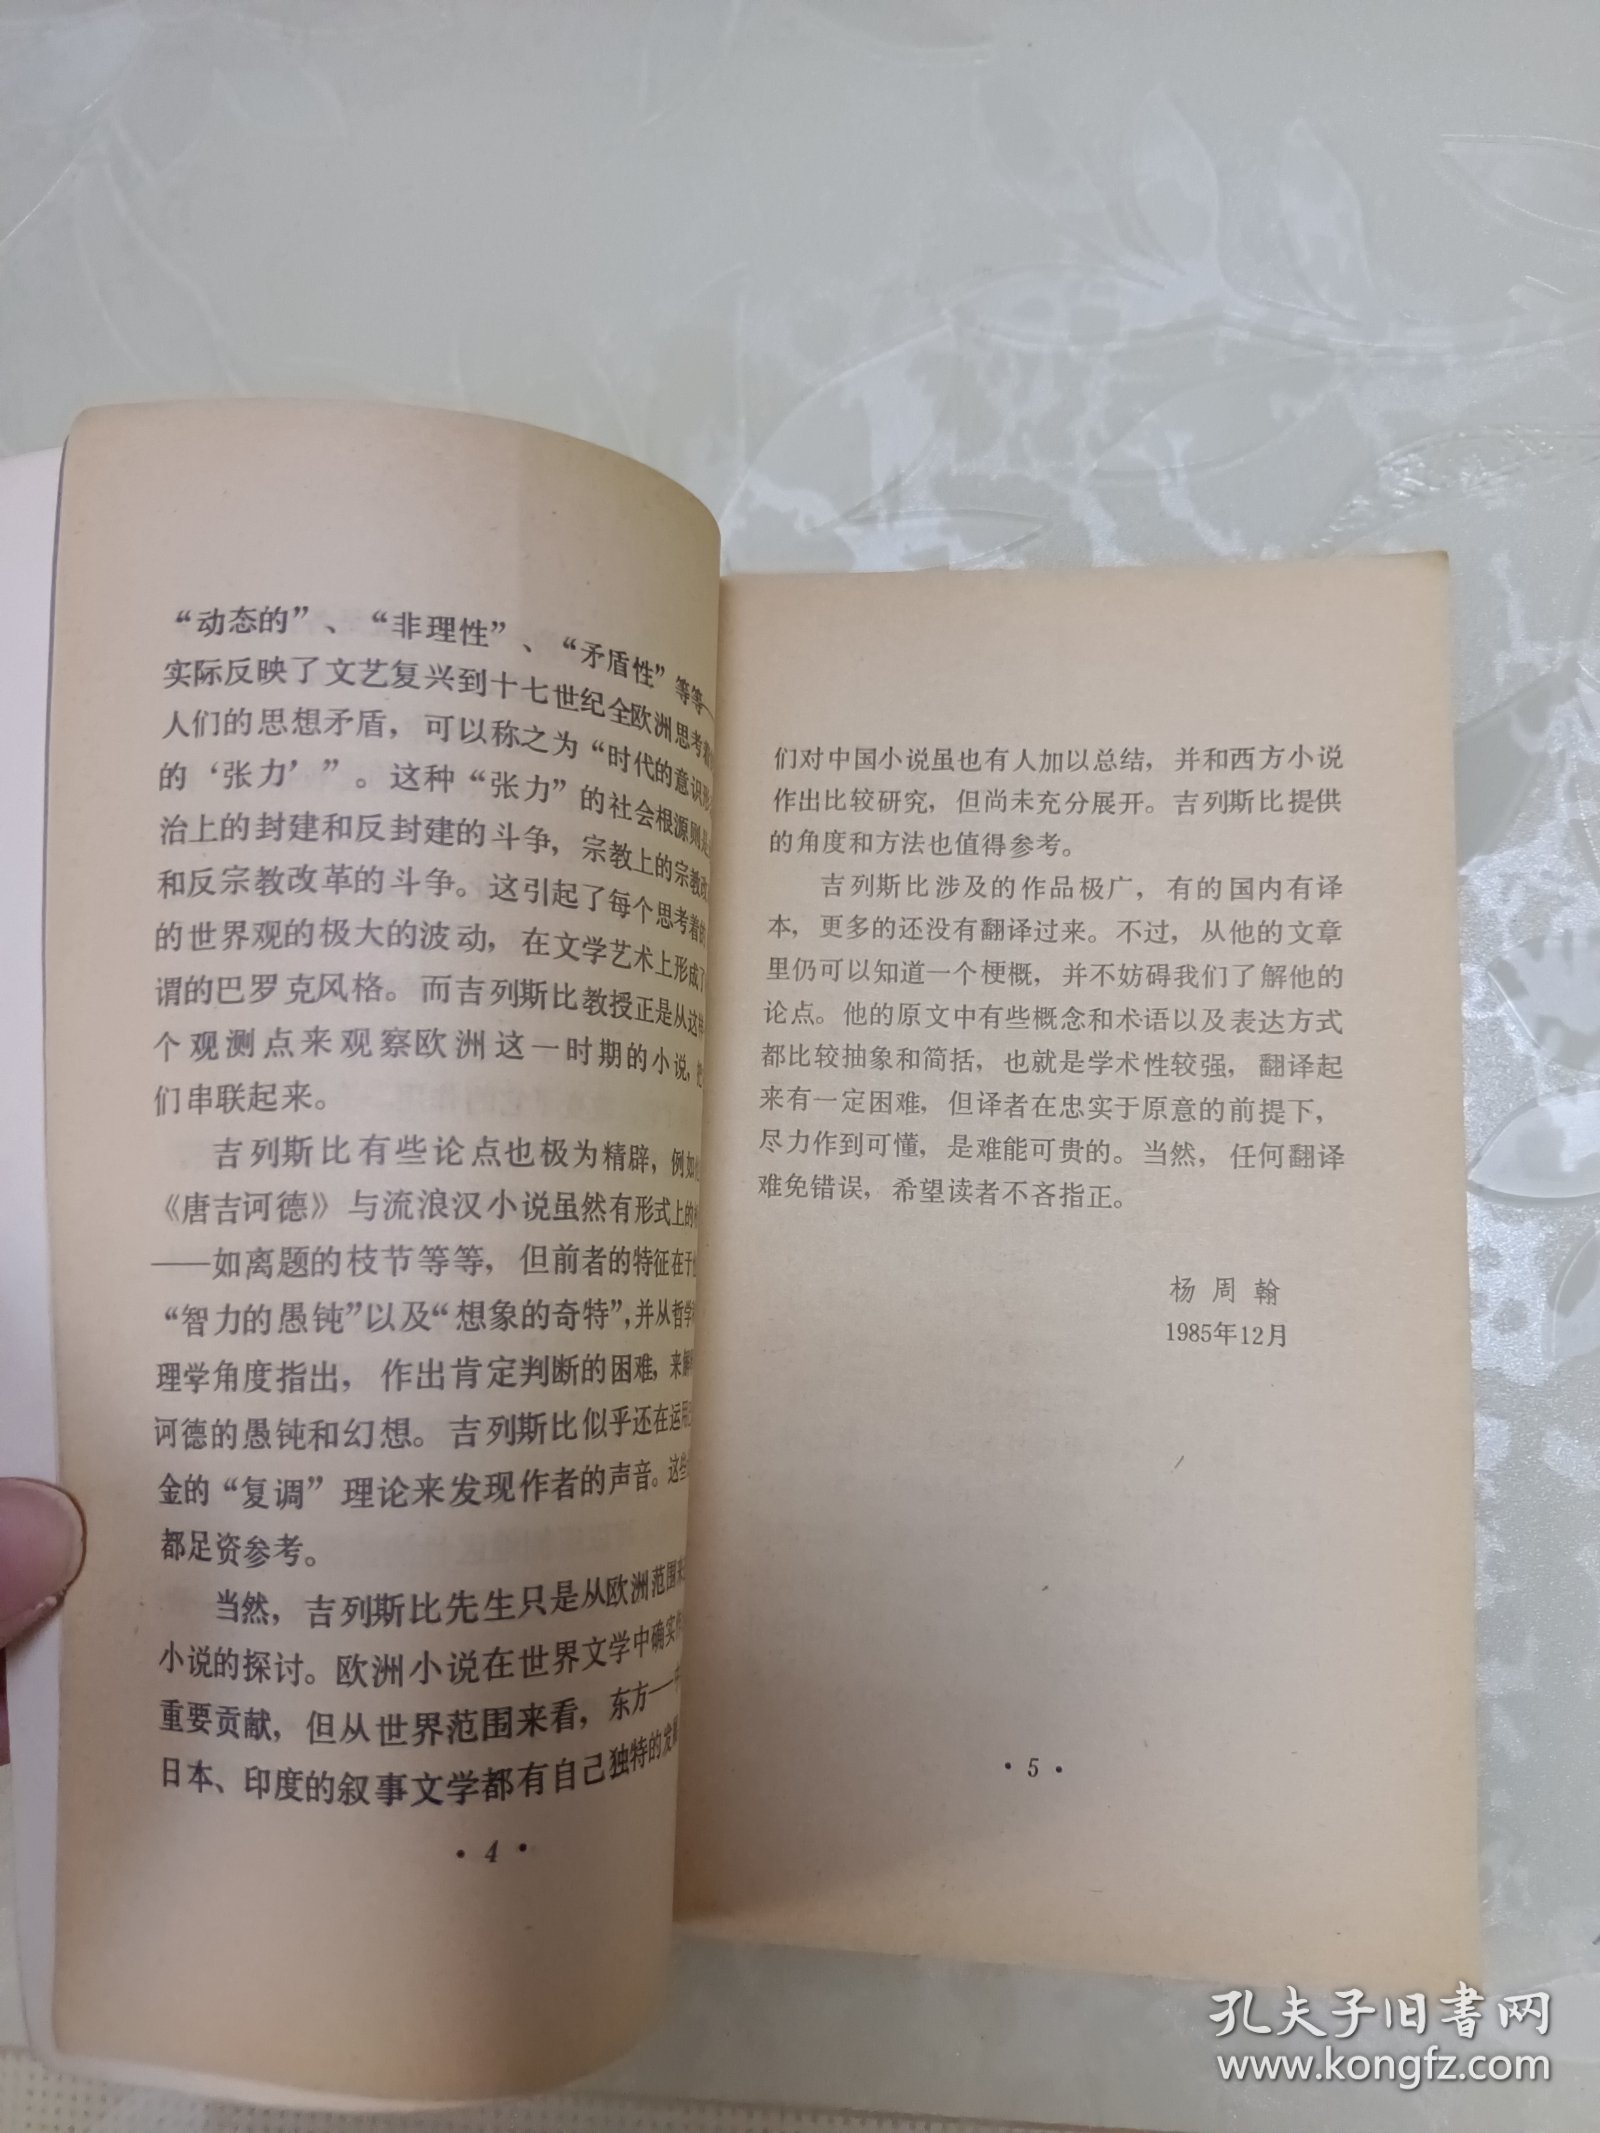 “动态的”、“非理性”、“矛盾性”等等
实际反映了文艺复兴到十七世纪全欧洲思考着
人们的思想矛盾，可以称之为“时代的意识形
的‘张力’”。这种“张力”的社会根源则是
治上的封建和反封建的斗争，宗教上的宗教改
和反宗教改革的斗争。这引起了每个思考着的
的世界观的极大的波动，在文学艺术上形成了
谓的巴罗克风格。而吉列斯比教授正是从这样
个观测点来观察欧洲这一时期的小说，把
们串联起来。
吉列斯比有些论点也极为精辟，例如
《唐吉诃德》与流浪汉小说虽然有形式上的
——如离题的枝节等等，但前者的特征在于
“智力的愚钝”以及“想象的奇特”，并从哲学
理学角度指出，作出肯定判断的困难，来解
诃德的愚钝和幻想。吉列斯比似乎还在运用
金的“复调”理论来发现作者的声音。这些
都足资参考。
当然，吉列斯比先生只是从欧洲范围来
小说的探讨。欧洲小说在世界文学中确实
重要贡献，但从世界范围来看，东方——
日本、印度的叙事文学都有自己独特的发展
· 4 ·
们对中国小说虽也有人加以总结，并和西方小说
作出比较研究，但尚未充分展开。吉列斯比提供
的角度和方法也值得参考。
吉列斯比涉及的作品极广，有的国内有译
本，更多的还没有翻译过来。不过，从他的文章
里仍可以知道一个梗概，并不妨碍我们了解他的
论点。他的原文中有些概念和术语以及表达方式
都比较抽象和简括，也就是学术性较强，翻译起
来有一定困难，但译者在忠实于原意的前提下，
尽力作到可懂，是难能可贵的。当然，任何翻译
难免错误，希望读者不吝指正。
杨周翰
1985年12月
· 5 ·
孔夫子旧书网
www.kongfz.com